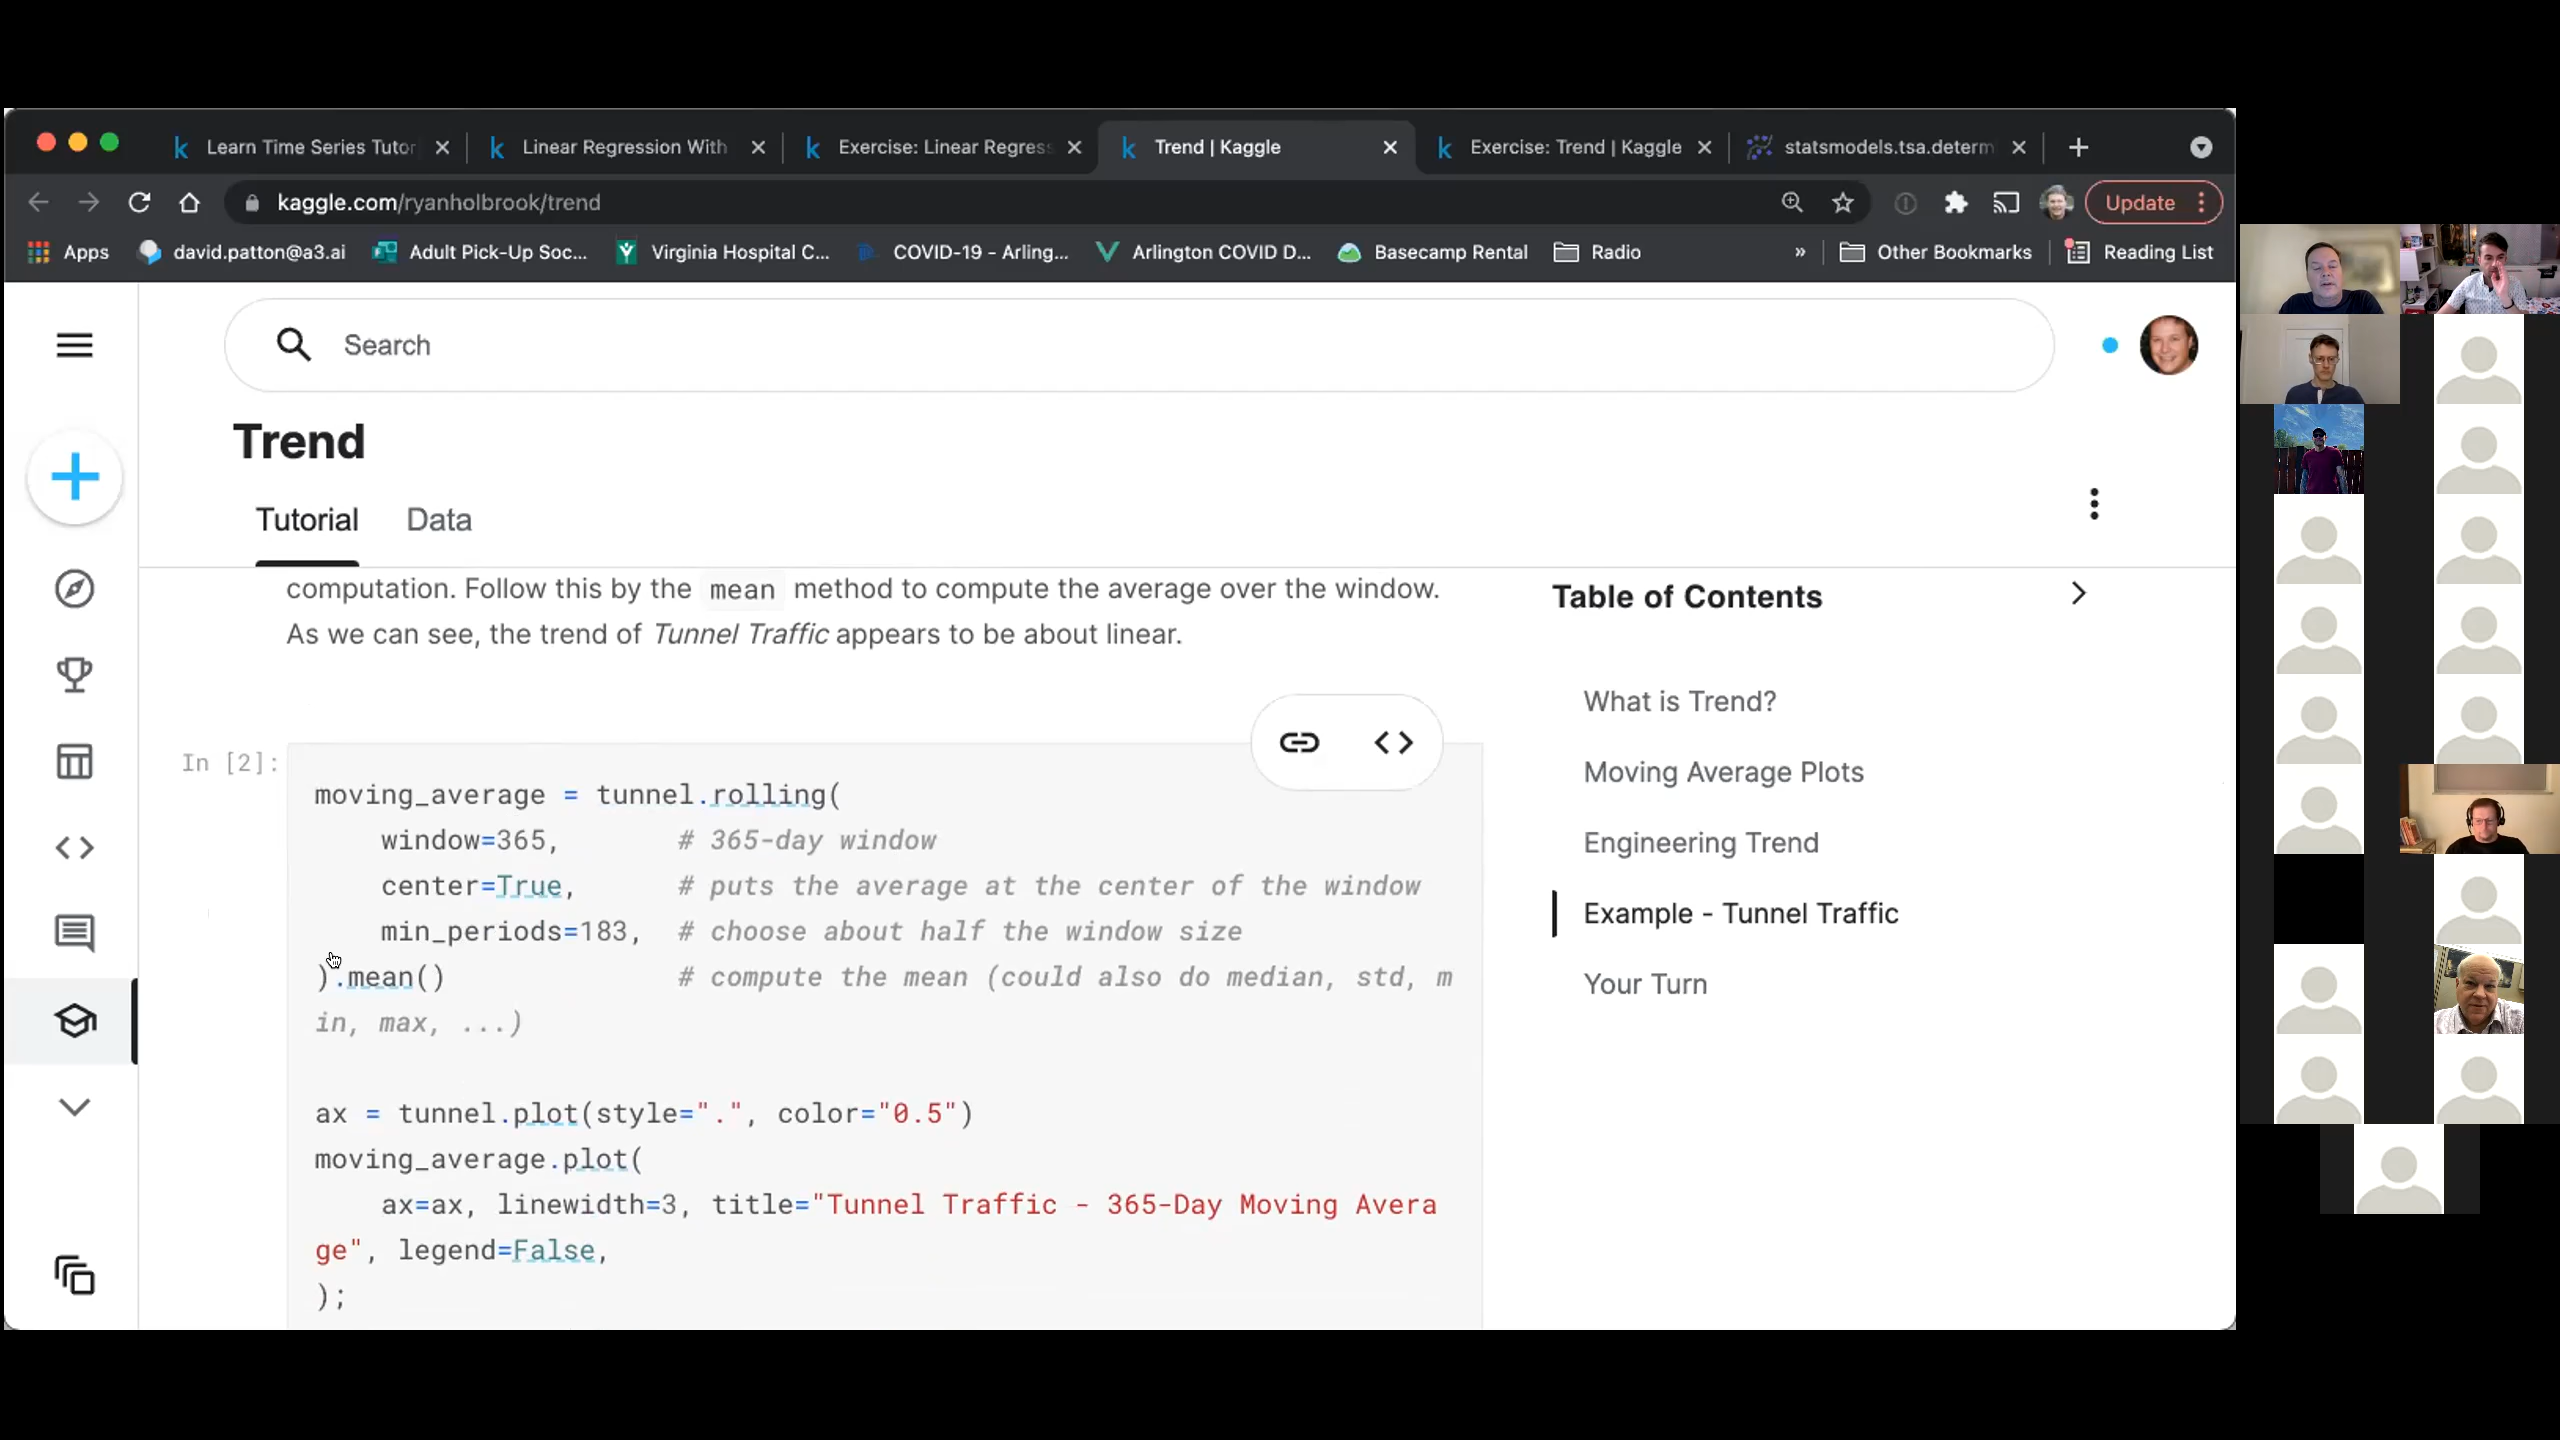 Learn Time Series Tutor
Linear Regression With
Exercise: Linear Regress
Trend | Kaggle
Exercise: Trend | Kaggle
statsmodels.tsa.determ
kaggle.com/ryanholbrook/trend
Update
Apps
david.patton@a3.ai
Adult Pick-Up Soc...
Virginia Hospital C...
COVID-19 - Arling...
Arlington COVID D...
Basecamp Rental
Radio
»
Other Bookmarks
Reading List
Search
Trend
Tutorial
Data
computation. Follow this by the mean method to compute the average over the window.
As we can see, the trend of Tunnel Traffic appears to be about linear.
In [2]:
moving_average = tunnel.rolling(
    window=365,       # 365-day window
    center=True,      # puts the average at the center of the window
    min_periods=183,  # choose about half the window size
).mean()              # compute the mean (could also do median, std, m
in, max, ...)
ax = tunnel.plot(style=".", color="0.5")
moving_average.plot(
    ax=ax, linewidth=3, title="Tunnel Traffic - 365-Day Moving Avera
ge", legend=False,
);
Table of Contents
What is Trend?
Moving Average Plots
Engineering Trend
Example - Tunnel Traffic
Your Turn